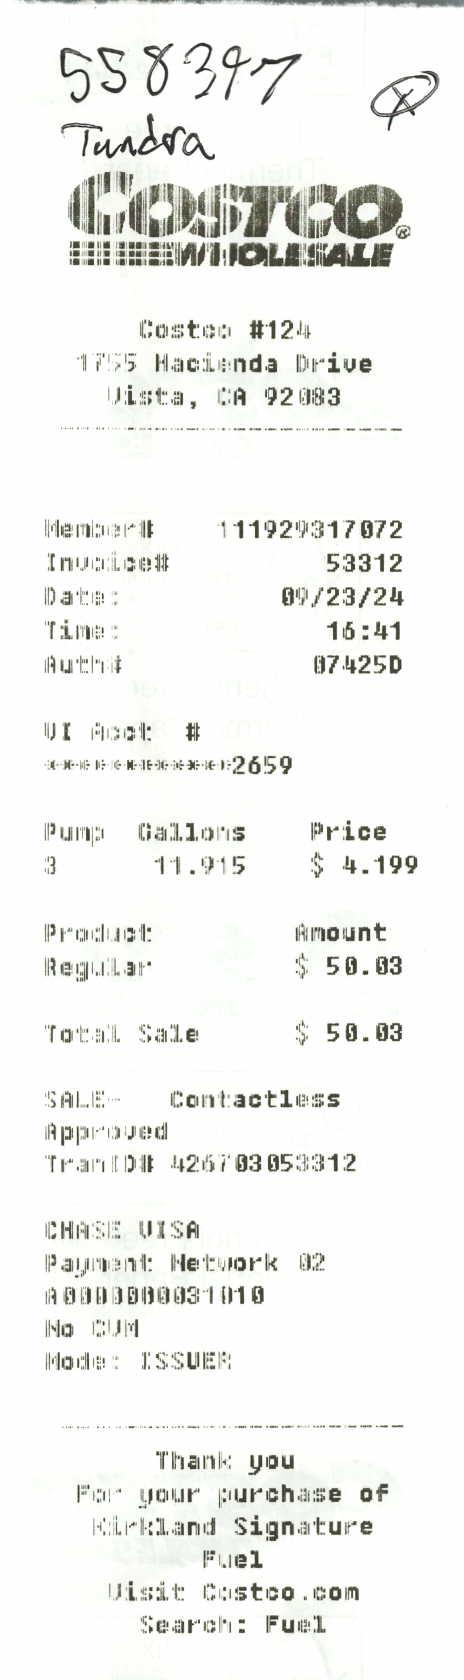 558397
Tundra
COSTCO
WHOLESALE
Costco #124
1755 Hacienda Drive
Vista, CA 92083
Member# 111929317072
Invoice# 53312
Date: 09/23/24
Time: 16:41
Auth# 07425D
VI Acct #
************2659
Pump Gallons Price
3 11.915 $ 4.199
Product Amount
Regular $ 50.03
Total Sale $ 50.03
SALE- Contactless
Approved
TranID# 426703053312
CHASE VISA
Payment Network 02
A0000000031010
No CVM
Mode: ISSUER
Thank you
For your purchase of
Kirkland Signature
Fuel
Visit Costco.com
Search: Fuel